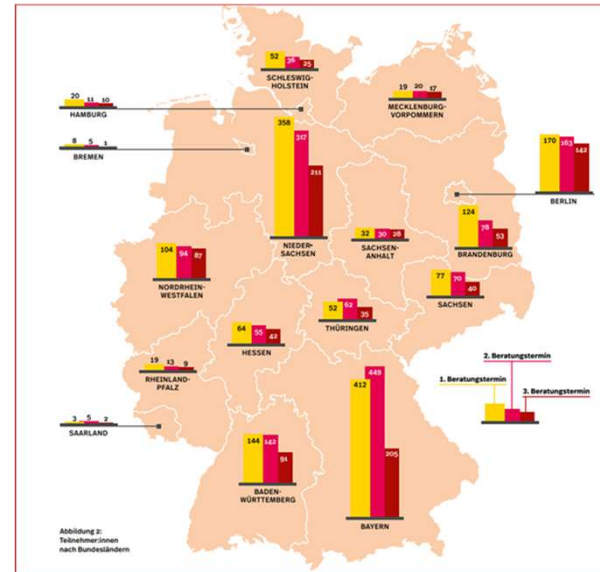 52 36 25
SCHLESWIG-
HOLSTEIN
19 20 17
MECKLENBURG-
VORPOMMERN
20 11 10
HAMBURG
8 5 1
BREMEN
358 317 211
NIEDER-
SACHSEN
170 163 142
BERLIN
32 30 28
SACHSEN-
ANHALT
124 78 53
BRANDENBURG
104 94 87
NORDRHEIN-
WESTFALEN
77 70 40
SACHSEN
52 62 35
THÜRINGEN
64 55 42
HESSEN
19 13 9
RHEINLAND-
PFALZ
3 5 2
SAARLAND
144 142 91
BADEN-
WÜRTTEMBERG
412 449 205
BAYERN
2. Beratungstermin
1. Beratungstermin
3. Beratungstermin
Abbildung 2:
Teilnehmer:innen
nach Bundesländern